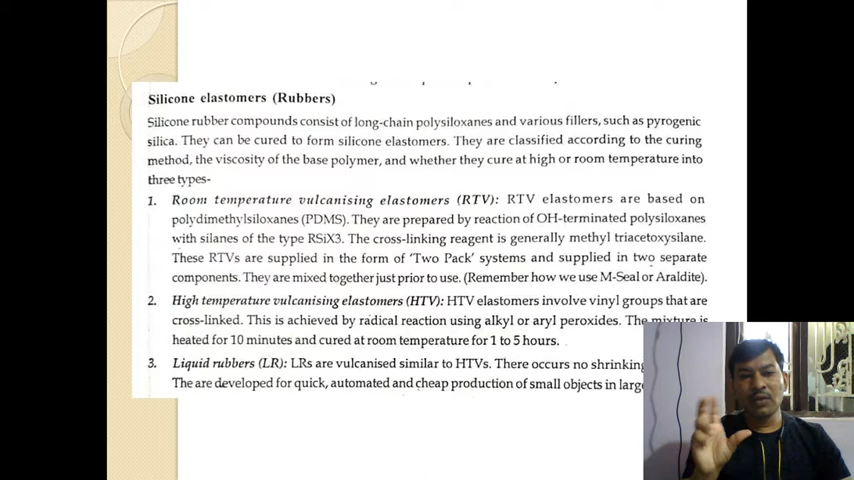 Silicone elastomers (Rubbers)
Silicone rubber compounds consist of long-chain polysiloxanes and various fillers, such as pyrogenic
silica. They can be cured to form silicone elastomers. They are classified according to the curing
method, the viscosity of the base polymer, and whether they cure at high or room temperature into
three types-
1. Room temperature vulcanising elastomers (RTV): RTV elastomers are based on
polydimethylsiloxanes (PDMS). They are prepared by reaction of OH-terminated polysiloxanes
with silanes of the type RSiX3. The cross-linking reagent is generally methyl triacetoxysilane.
These RTVs are supplied in the form of 'Two Pack' systems and supplied in two separate
components. They are mixed together just prior to use. (Remember how we use M-Seal or Araldite).
2. High temperature vulcanising elastomers (HTV): HTV elastomers involve vinyl groups that are
cross-linked. This is achieved by radical reaction using alkyl or aryl peroxides. The mixture is
heated for 10 minutes and cured at room temperature for 1 to 5 hours.
3. Liquid rubbers (LR): LRs are vulcanised similar to HTVs. There occurs no shrinking
The are developed for quick, automated and cheap production of small objects in large